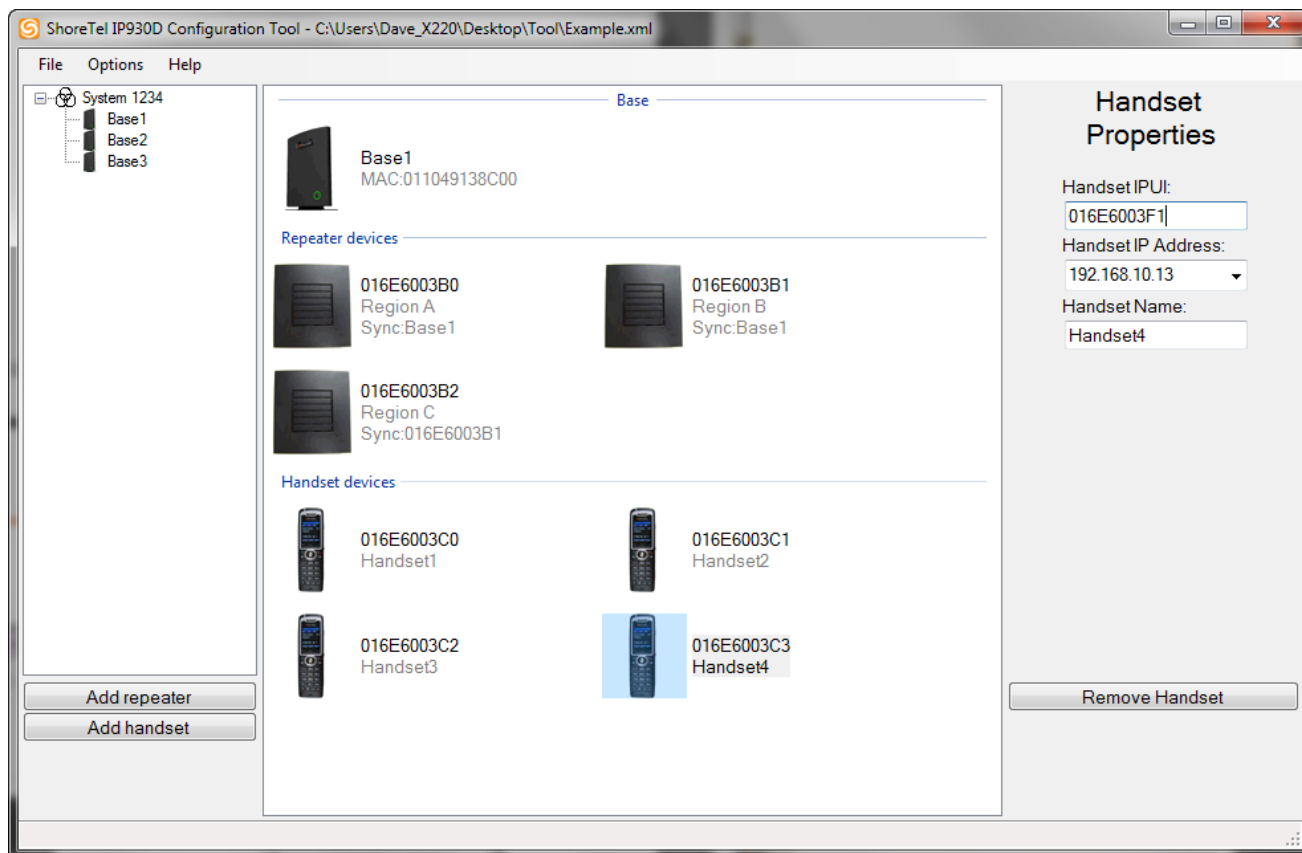 ShoreTel IP930D Configuration Tool - C:\Users\Dave_X220\Desktop\Tool\Example.xml
File Options Help
System 1234
Base1
Base2
Base3
Add repeater
Add handset
Base
Base1
MAC:011049138C00
Repeater devices
016E6003B0
Region A
Sync:Base1
016E6003B1
Region B
Sync:Base1
016E6003B2
Region C
Sync:016E6003B1
Handset devices
016E6003C0
Handset1
016E6003C1
Handset2
016E6003C2
Handset3
016E6003C3
Handset4
Handset
Properties
Handset IPUI:
016E6003F1
Handset IP Address:
192.168.10.13
Handset Name:
Handset4
Remove Handset